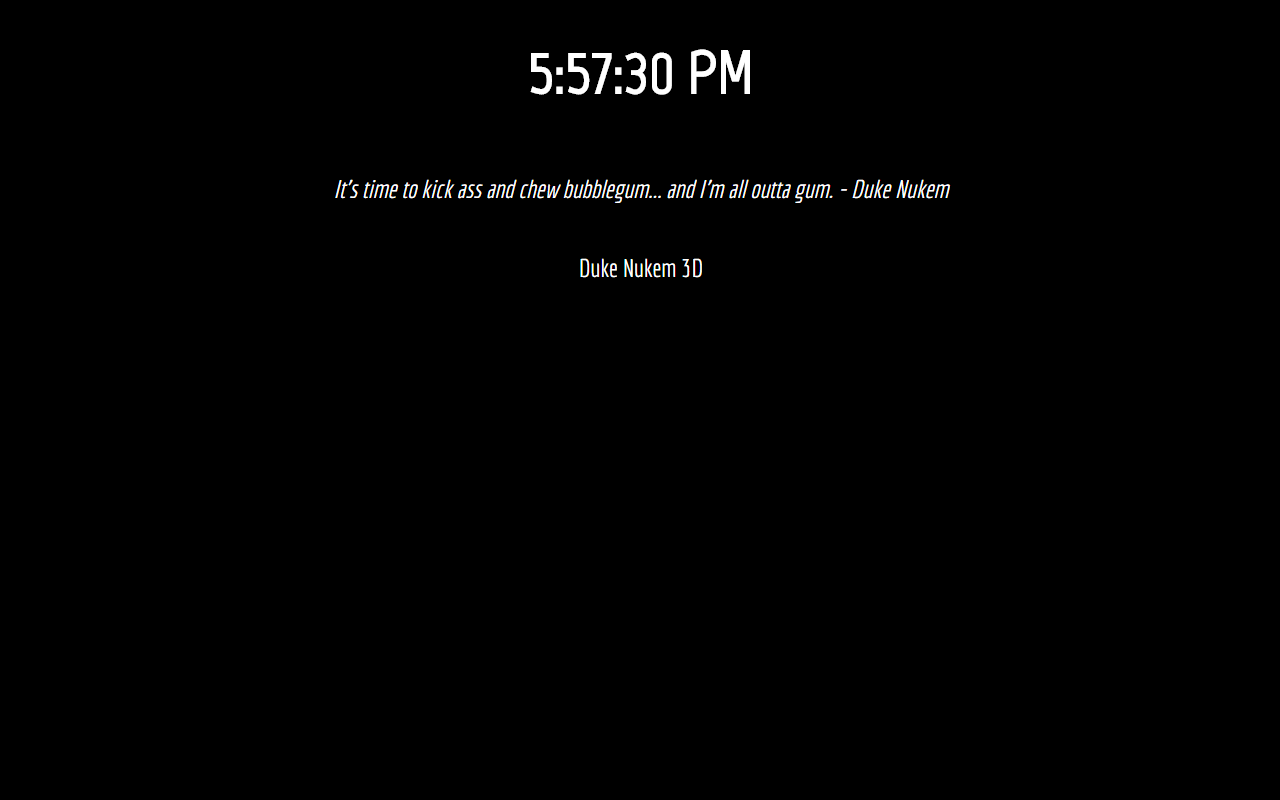 5:57:30 PM
It's time to kick ass and chew bubblegum... and I'm all outta gum. - Duke Nukem
Duke Nukem 3D